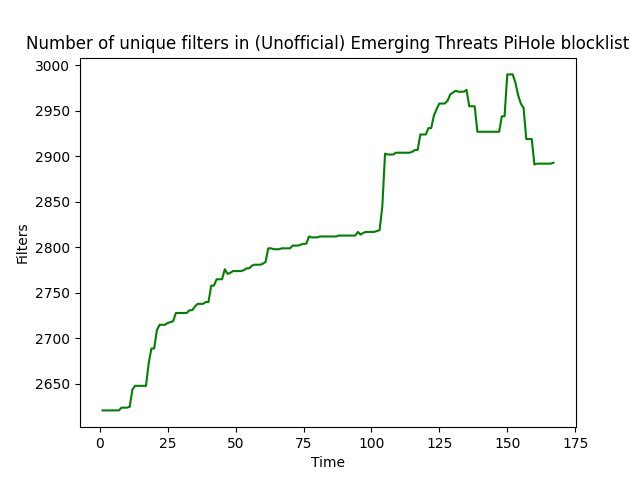 Number of unique filters in (Unofficial) Emerging Threats PiHole blocklist
3000
2950
2900
2850
2800
2750
2700
2650
Filters
0 25 50 75 100 125 150 175
Time